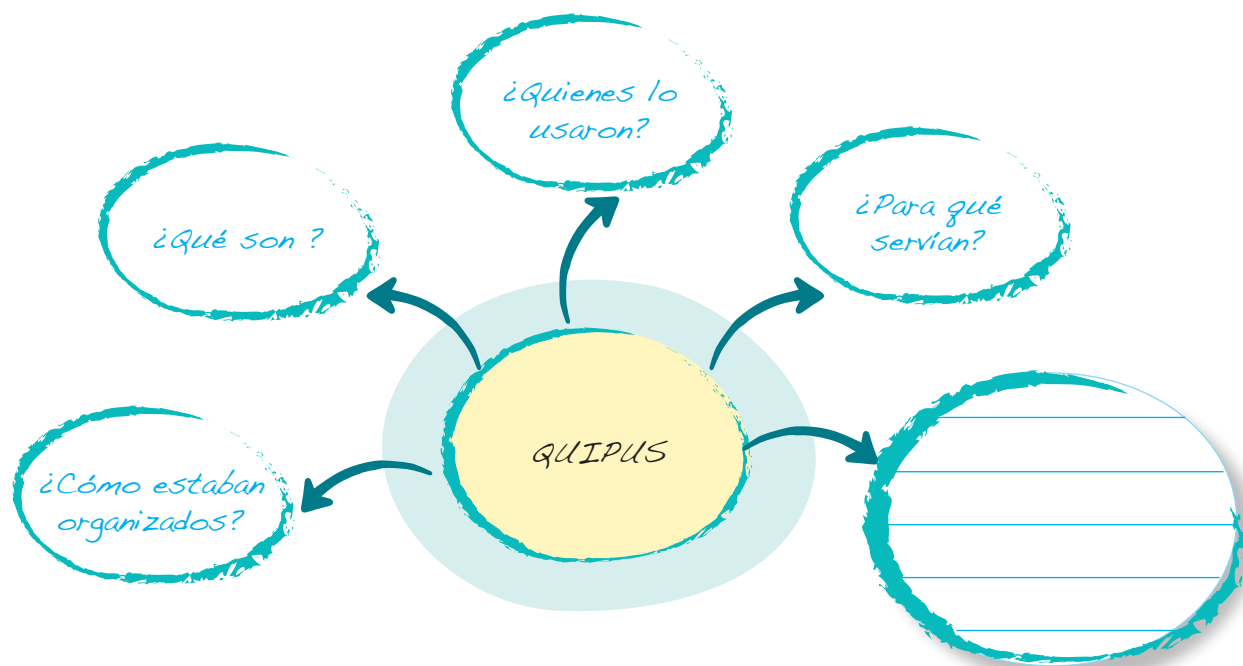 ¿Quienes lo
usaron?
¿Qué son ?
¿Para qué
servían?
QUIPUS
¿Cómo estaban
organizados?